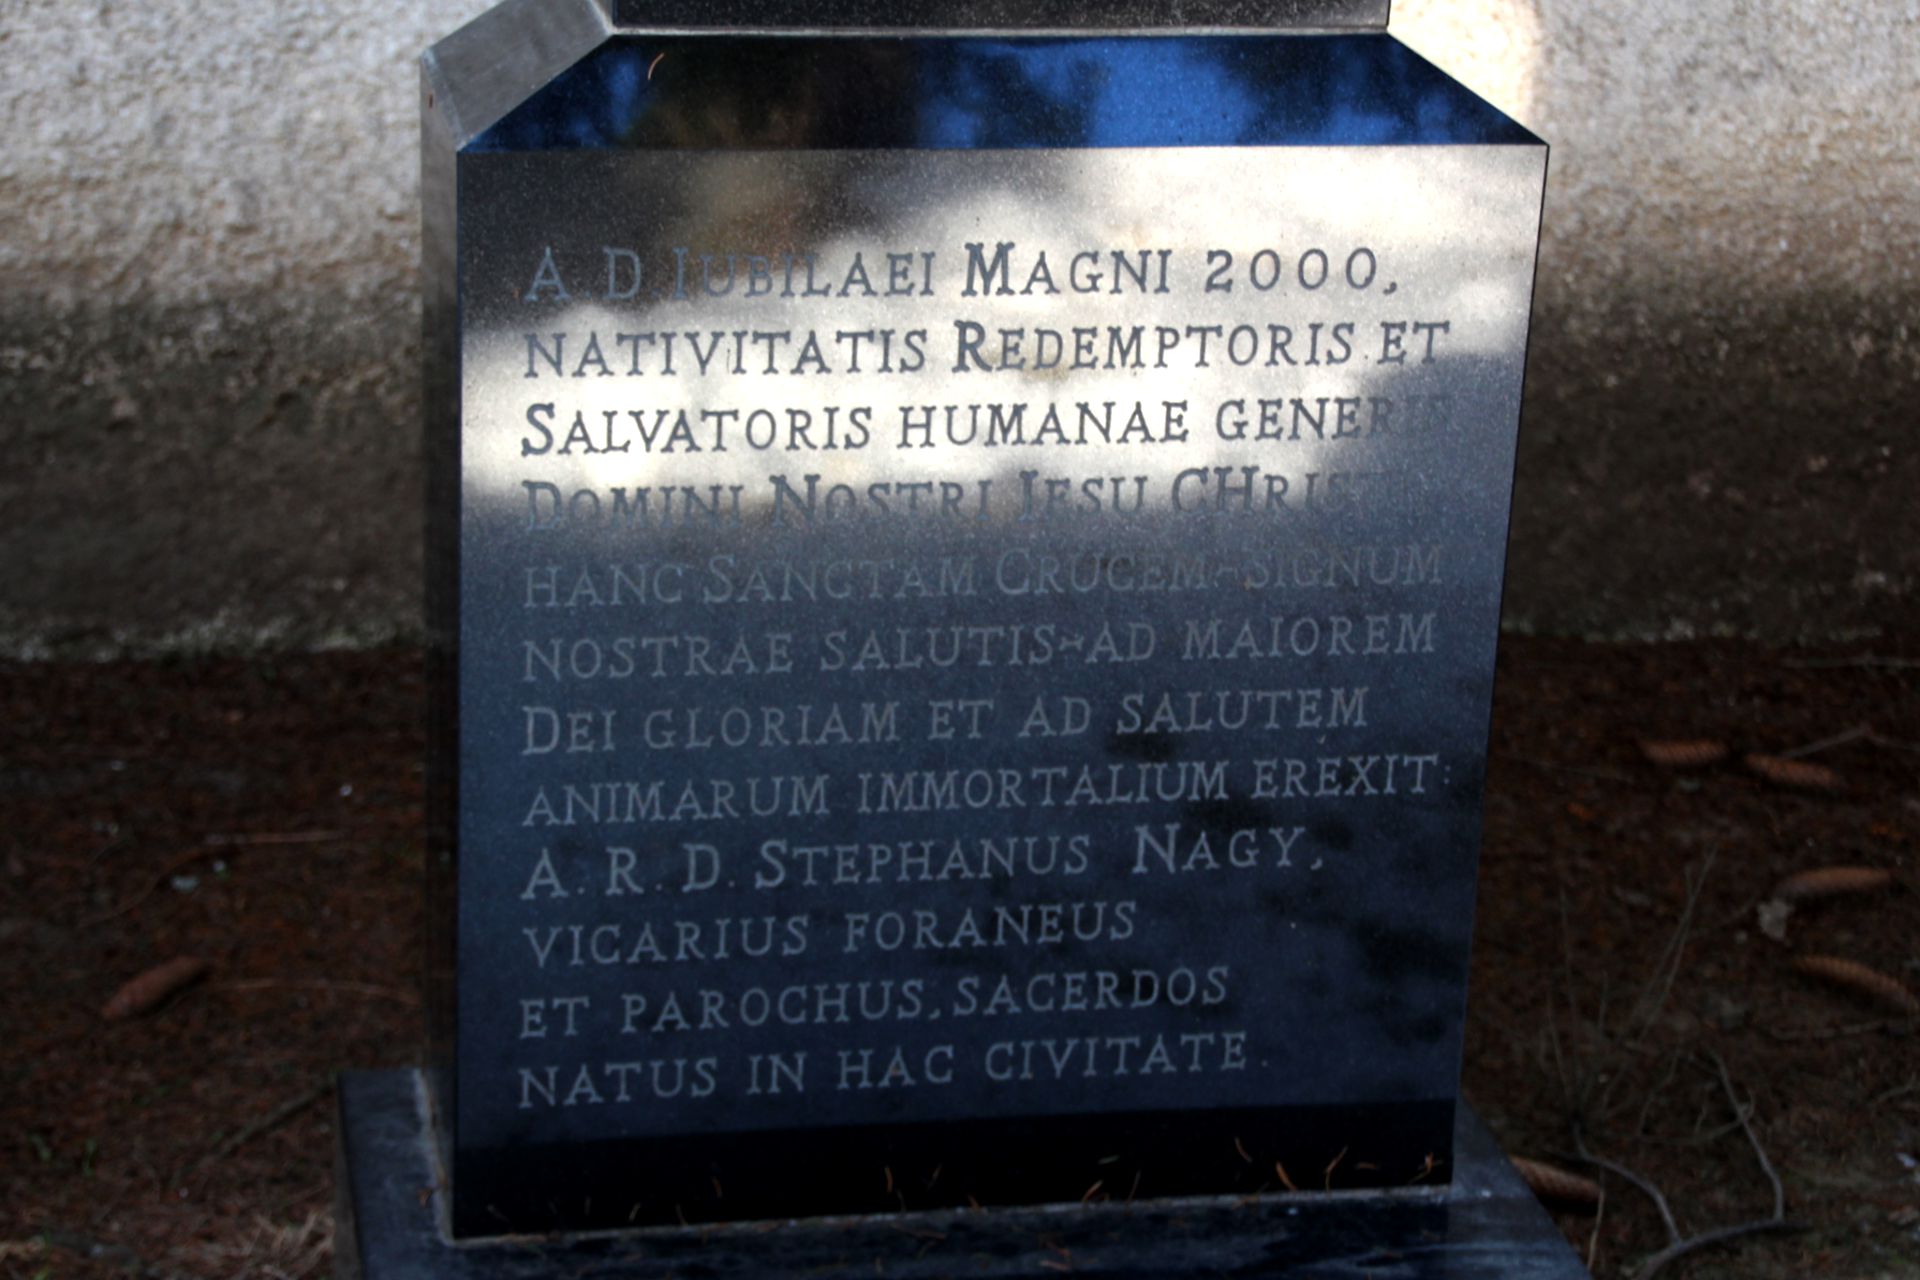 A.D. IUBILAEI MAGNI 2000,
NATIVITATIS REDEMPTORIS ET
SALVATORIS HUMANAE GENERIS
DOMINI NOSTRI IESU CHRISTI
HANC SANCTAM CRUCEM~SIGNUM
NOSTRAE SALUTIS~AD MAIOREM
DEI GLORIAM ET AD SALUTEM
ANIMARUM IMMORTALIUM EREXIT:
A.R.D. STEPHANUS NAGY,
VICARIUS FORANEUS
ET PAROCHUS, SACERDOS
NATUS IN HAC CIVITATE.